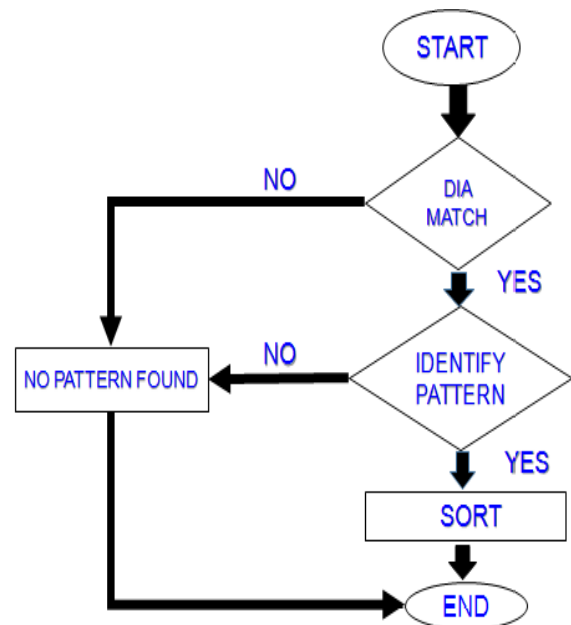 START
NO
DIA
MATCH
YES
NO PATTERN FOUND
NO
IDENTIFY
PATTERN
YES
SORT
END